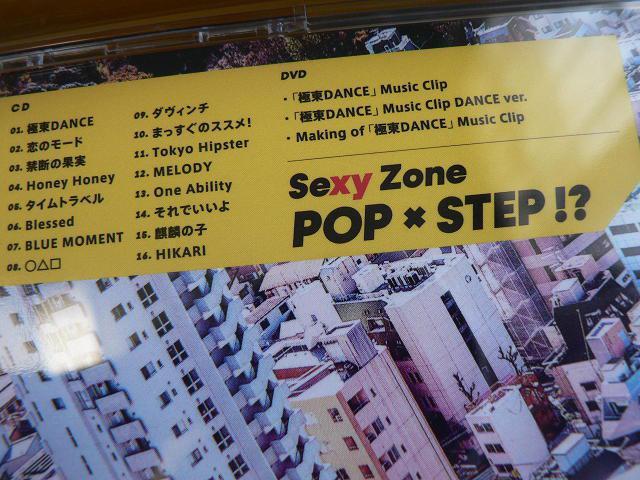 CD
01. 極東DANCE
02. 恋のモード
03. 禁断の果実
04. Honey Honey
05. タイムトラベル
06. Blessed
07. BLUE MOMENT
08. ○△□
09. ダヴィンチ
10. まっすぐのススメ!
11. Tokyo Hipster
12. MELODY
13. One Ability
14. それでいいよ
15. 麒麟の子
16. HIKARI
DVD
・「極東DANCE」Music Clip
・「極東DANCE」Music Clip DANCE ver.
・Making of「極東DANCE」Music Clip
Sexy Zone
POP × STEP!?